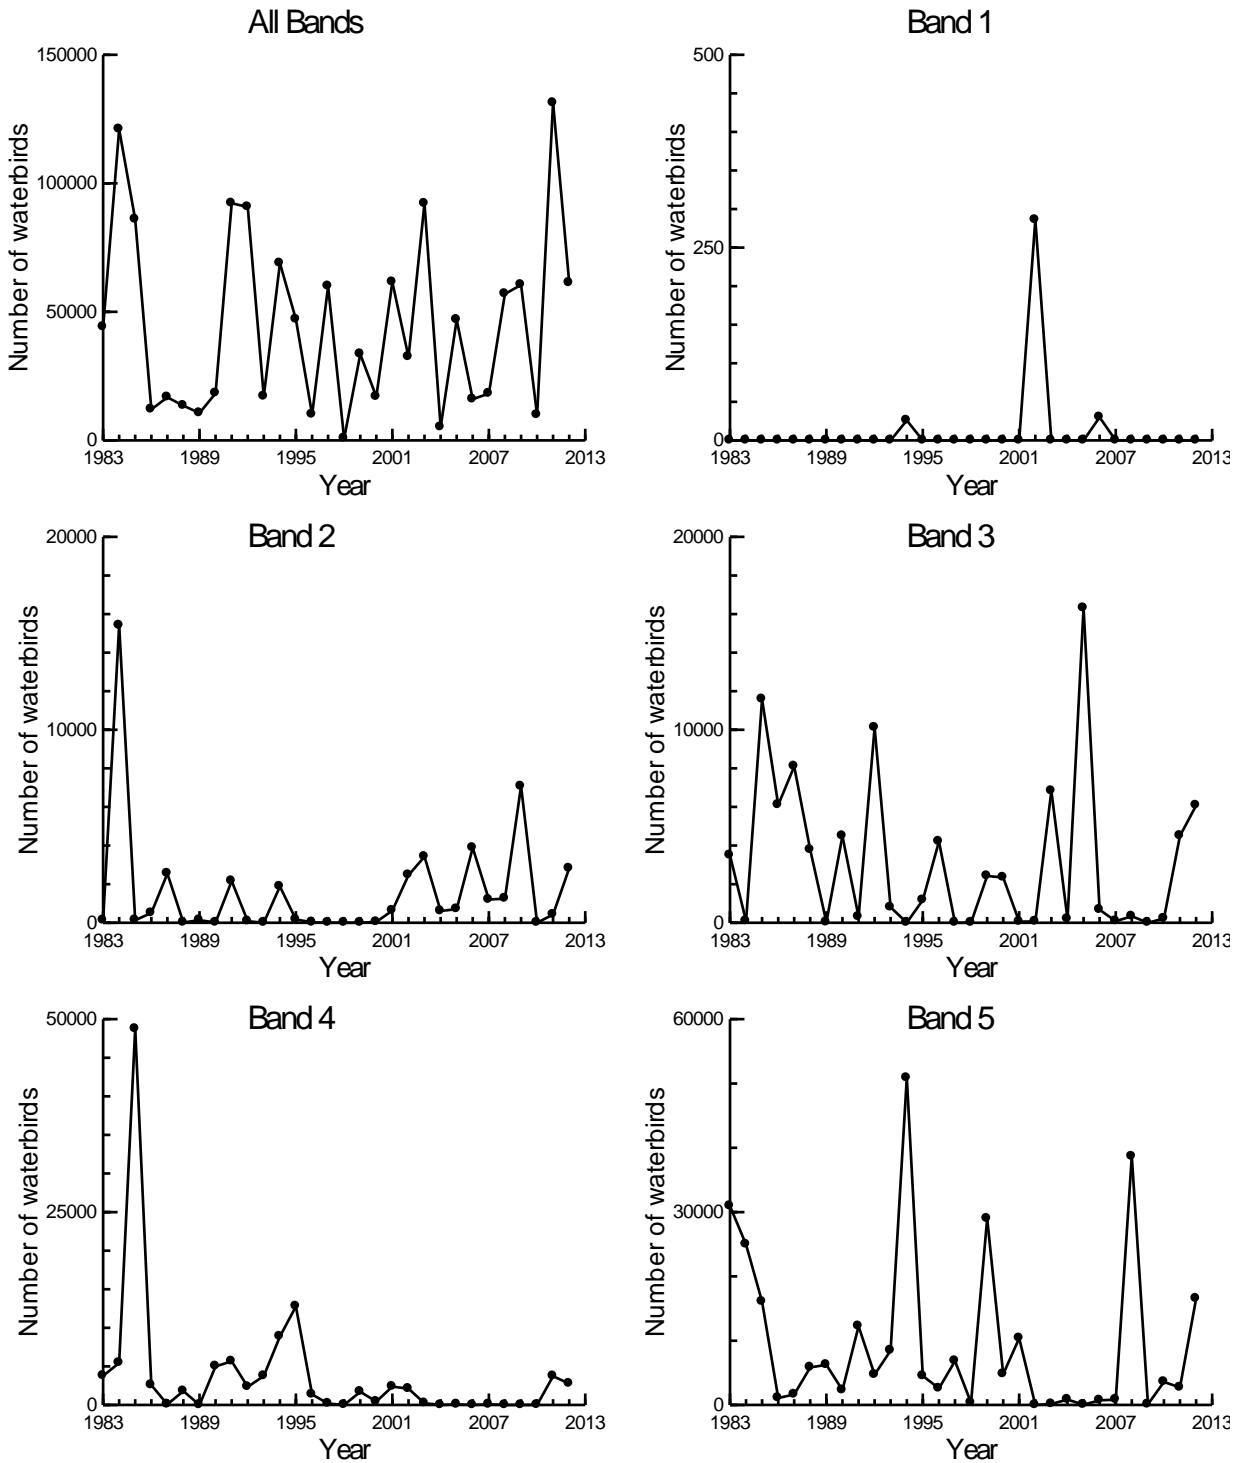 All Bands
150000
100000
50000
0
Number of waterbirds
1983 1989 1995 2001 2007 2013
Year
Band 1
500
250
0
Number of waterbirds
1983 1989 1995 2001 2007 2013
Year
Band 2
20000
10000
0
Number of waterbirds
1983 1989 1995 2001 2007 2013
Year
Band 3
20000
10000
0
Number of waterbirds
1983 1989 1995 2001 2007 2013
Year
Band 4
50000
25000
0
Number of waterbirds
1983 1989 1995 2001 2007 2013
Year
Band 5
60000
30000
0
Number of waterbirds
1983 1989 1995 2001 2007 2013
Year